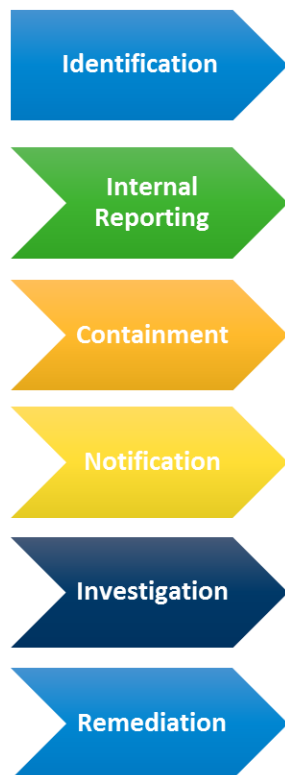 Identification
Internal
Reporting
Containment
Notification
Investigation
Remediation